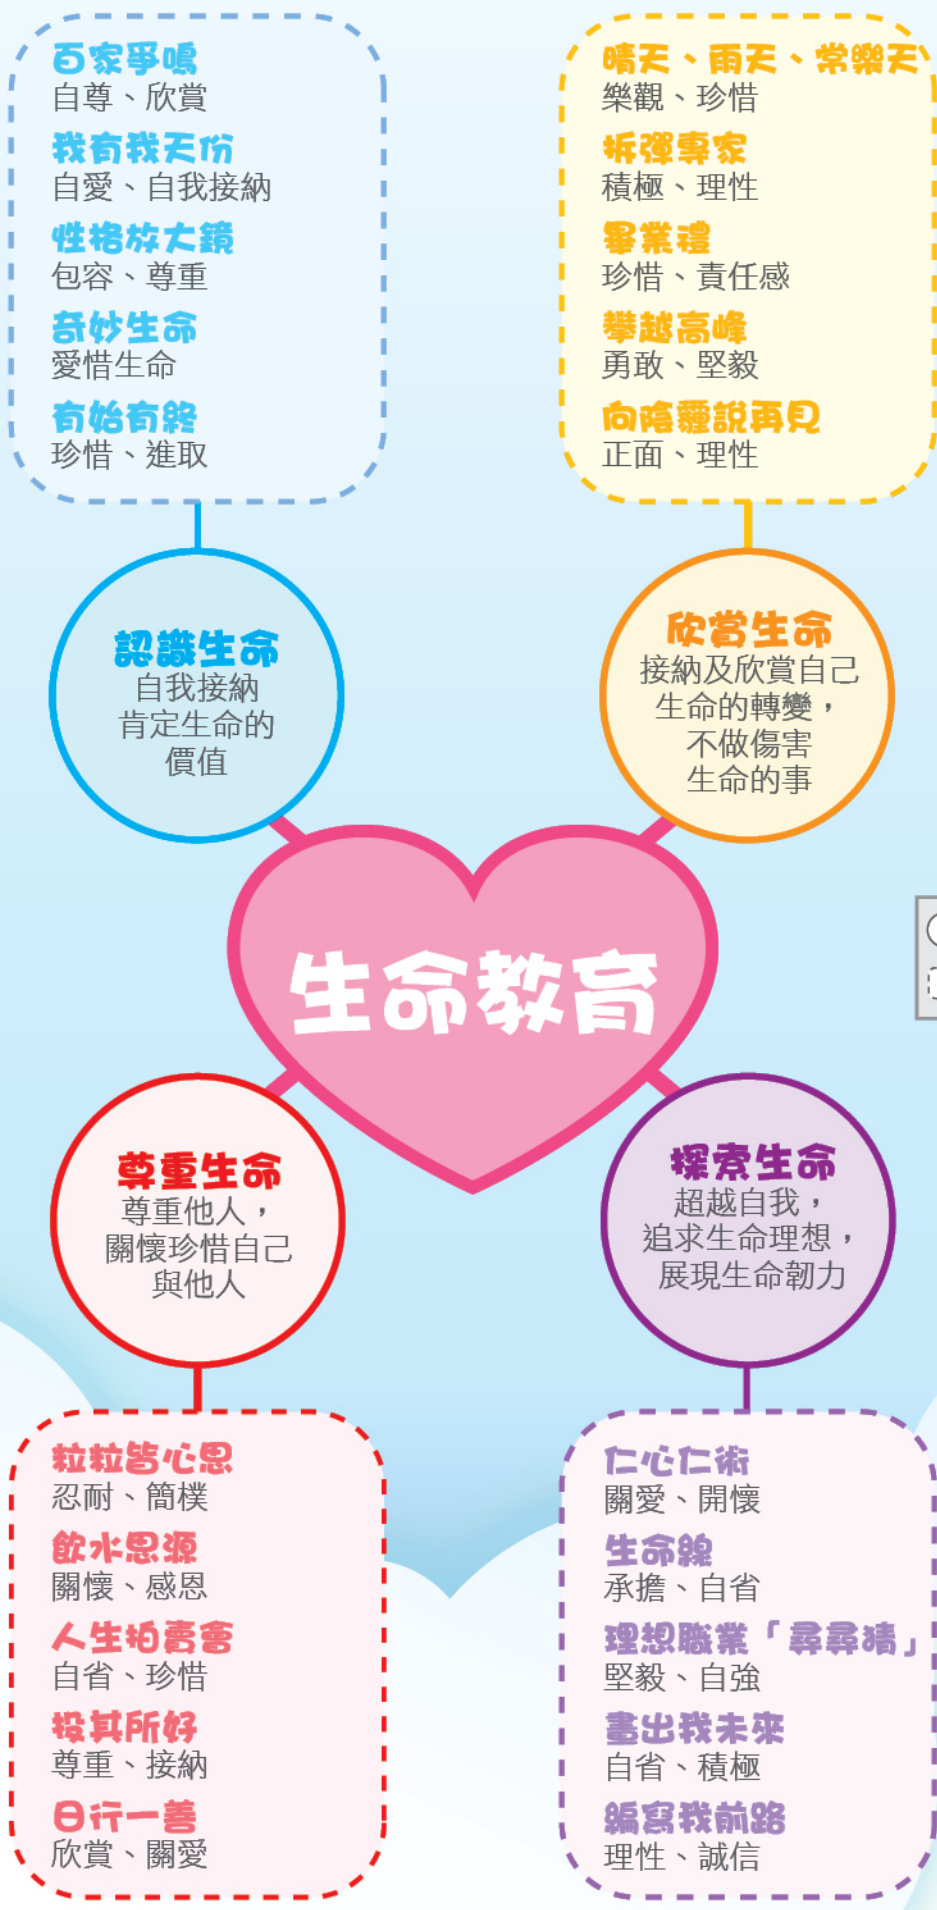 百家爭鳴
自尊、欣賞
我有我天份
自愛、自我接納
性格放大鏡
包容、尊重
奇妙生命
愛惜生命
有始有終
珍惜、進取
晴天、雨天、常樂天
樂觀、珍惜
拆彈專家
積極、理性
畢業禮
珍惜、責任感
攀越高峰
勇敢、堅毅
向陰霾說再見
正面、理性
認識生命
自我接納
肯定生命的
價值
欣賞生命
接納及欣賞自己
生命的轉變，
不做傷害
生命的事
生命教育
尊重生命
尊重他人，
關懷珍惜自己
與他人
探索生命
超越自我，
追求生命理想，
展現生命韌力
粒粒皆心思
忍耐、簡樸
飲水思源
關懷、感恩
人生拍賣會
自省、珍惜
投其所好
尊重、接納
日行一善
欣賞、關愛
仁心仁術
關愛、開懷
生命線
承擔、自省
理想職業「尋尋猜」
堅毅、自強
畫出我未來
自省、積極
編寫我前路
理性、誠信